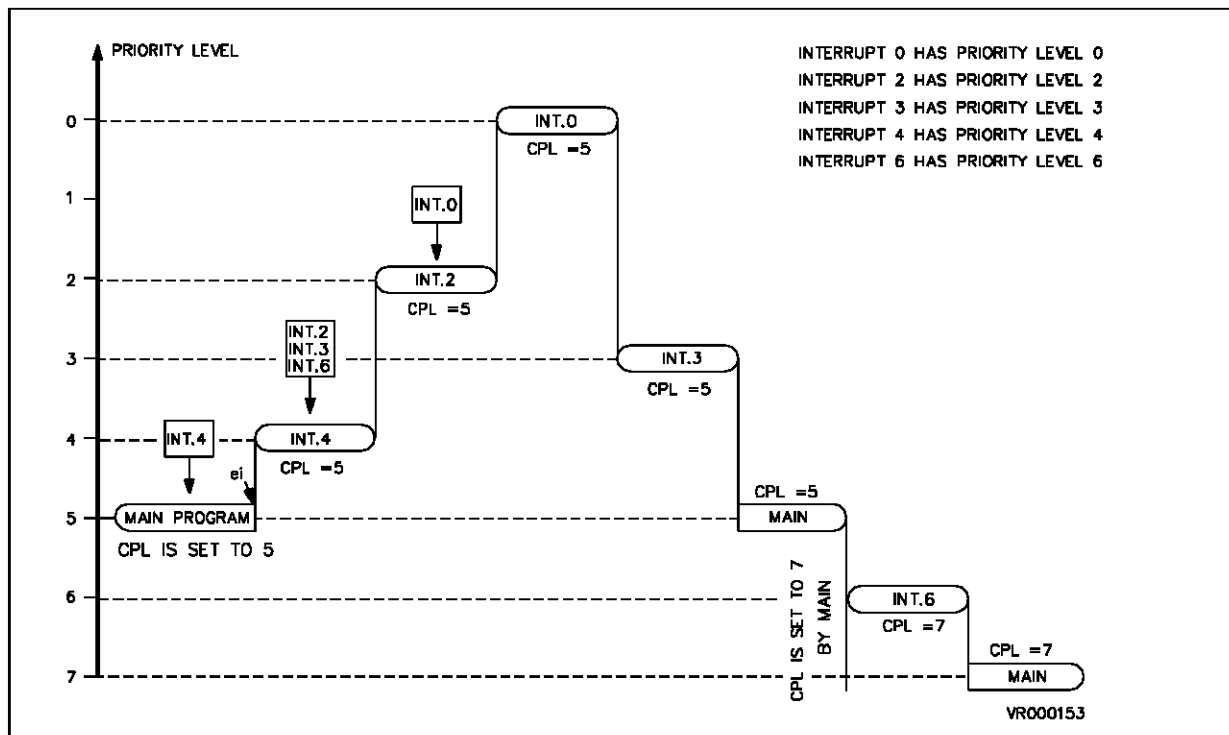 PRIORITY LEVEL
INTERRUPT 0 HAS PRIORITY LEVEL 0
INTERRUPT 2 HAS PRIORITY LEVEL 2
INTERRUPT 3 HAS PRIORITY LEVEL 3
INTERRUPT 4 HAS PRIORITY LEVEL 4
INTERRUPT 6 HAS PRIORITY LEVEL 6
0
INT.0
CPL =5
1
INT.0
2
INT.2
CPL =5
INT.2
INT.3
INT.6
3
INT.3
CPL =5
4
INT.4
INT.4
CPL =5
ei
CPL =5
5
MAIN PROGRAM
MAIN
CPL IS SET TO 5
CPL IS SET TO 7
BY MAIN
6
INT.6
CPL =7
CPL =7
7
MAIN
VR000153